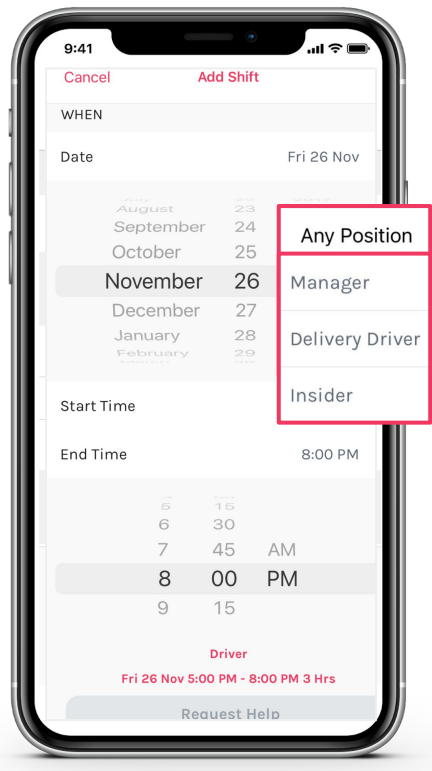 9:41
Cancel Add Shift
WHEN
Date Fri 26 Nov
August 23
September 24
October 25
November 26
December 27
January 28
February 29
Any Position
Manager
Delivery Driver
Insider
Start Time
End Time 8:00 PM
5 15
6 30
7 45 AM
8 00 PM
9 15
Driver
Fri 26 Nov 5:00 PM - 8:00 PM 3 Hrs
Request Help